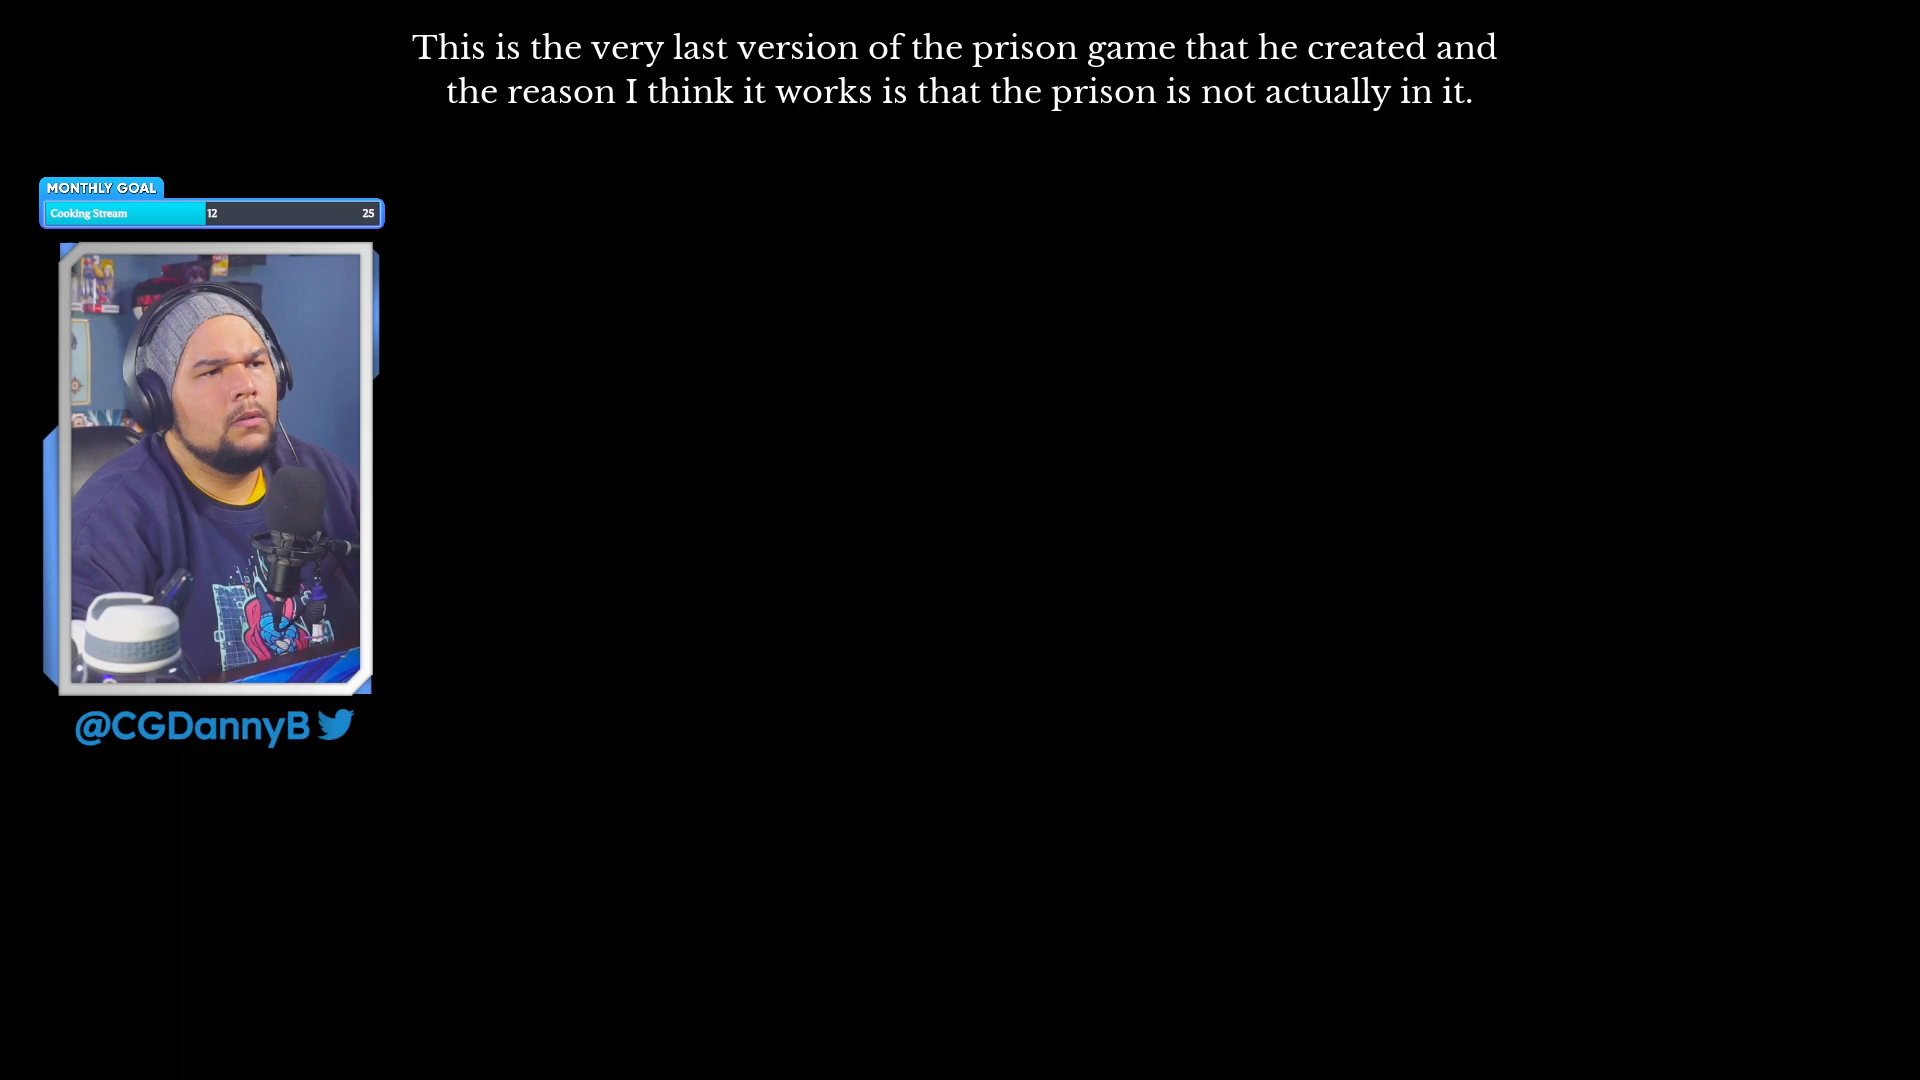 This is the very last version of the prison game that he created and
the reason I think it works is that the prison is not actually in it.
MONTHLY GOAL
Cooking Stream 12 25
@CGDannyB